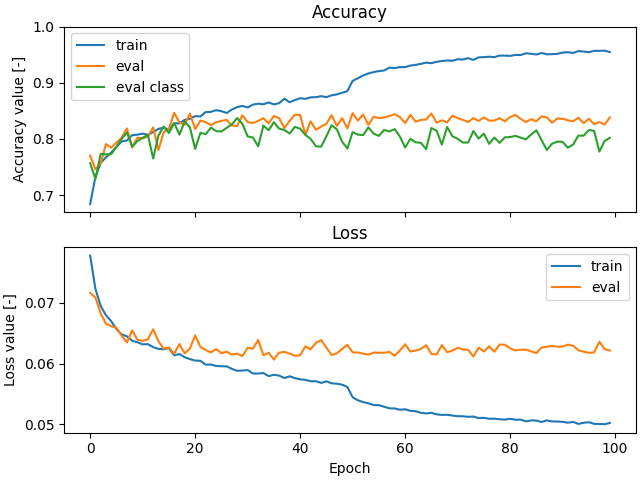 Accuracy
Accuracy value [-]
1.0
0.9
0.8
0.7
train
eval
eval class
Loss
Loss value [-]
0.07
0.06
0.05
train
eval
0 20 40 60 80 100
Epoch